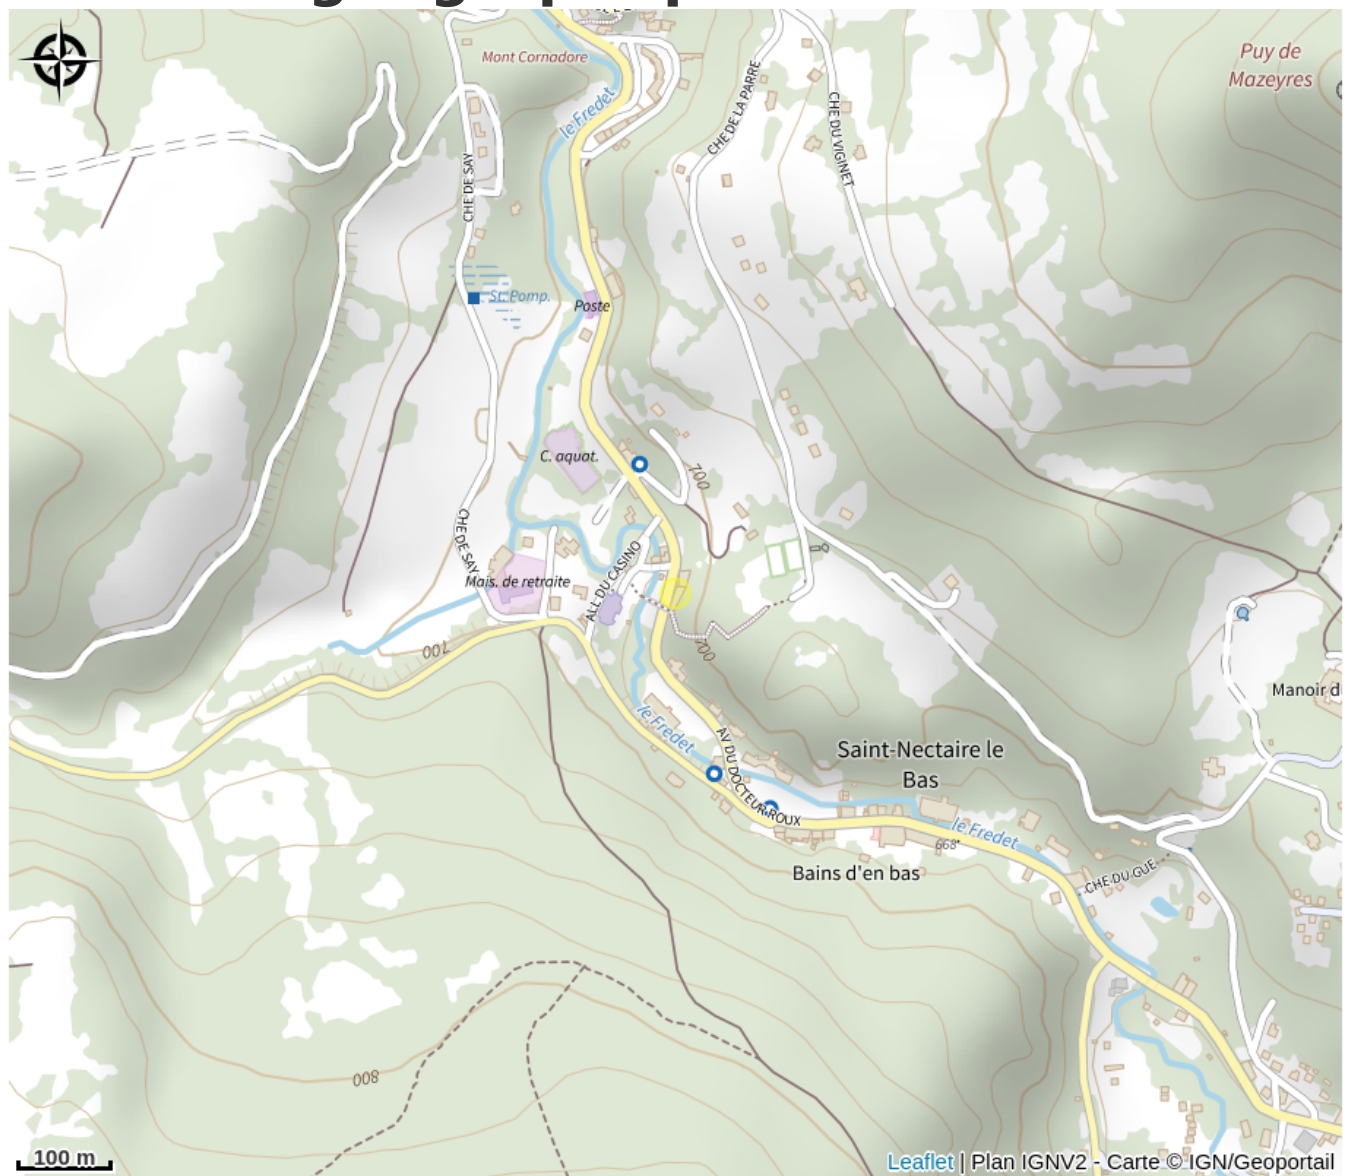 Mont Cornadore
Puy de
Mazeyres
le Fredet
CHE DE LA PARRE
CHE DU VIGINET
CHE DE SAY
St. Pomp.
Poste
C. aquat.
700
CHE DE SAY
ALL DU CASINO
Mais. de retraite
700
700
Manoir d
le Fredet
AV DU DOCTEUR ROUX
Saint-Nectaire le
Bas
le Fredet
668
Bains d'en bas
CHE DU GUE
800
100 m
Leaflet | Plan IGNV2 - Carte © IGN/Geoportail